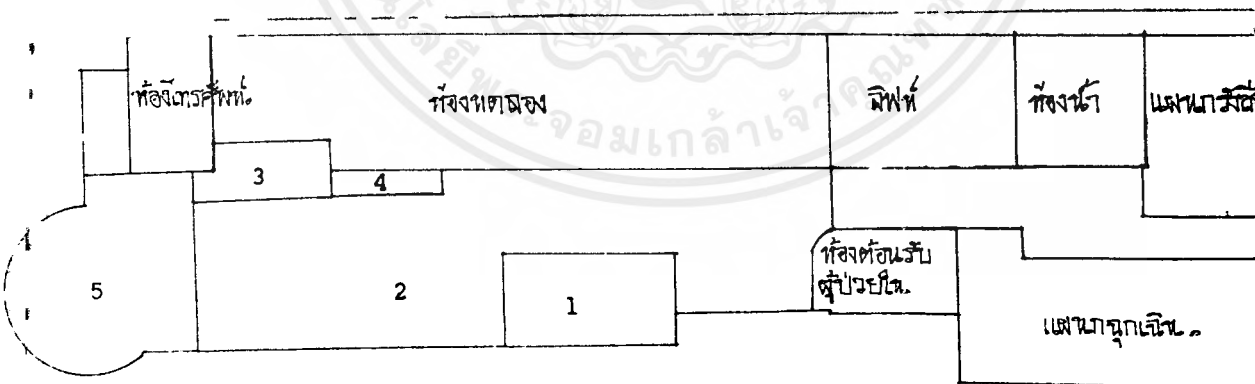 ห้องโทรศัพท์.
ห้องทดลอง
ลิฟท์
ห้องน้ำ
3
4
ห้องต้อนรับ
ผู้ป่วยใน.
5
2
1
แผนกฉุกเฉิน.